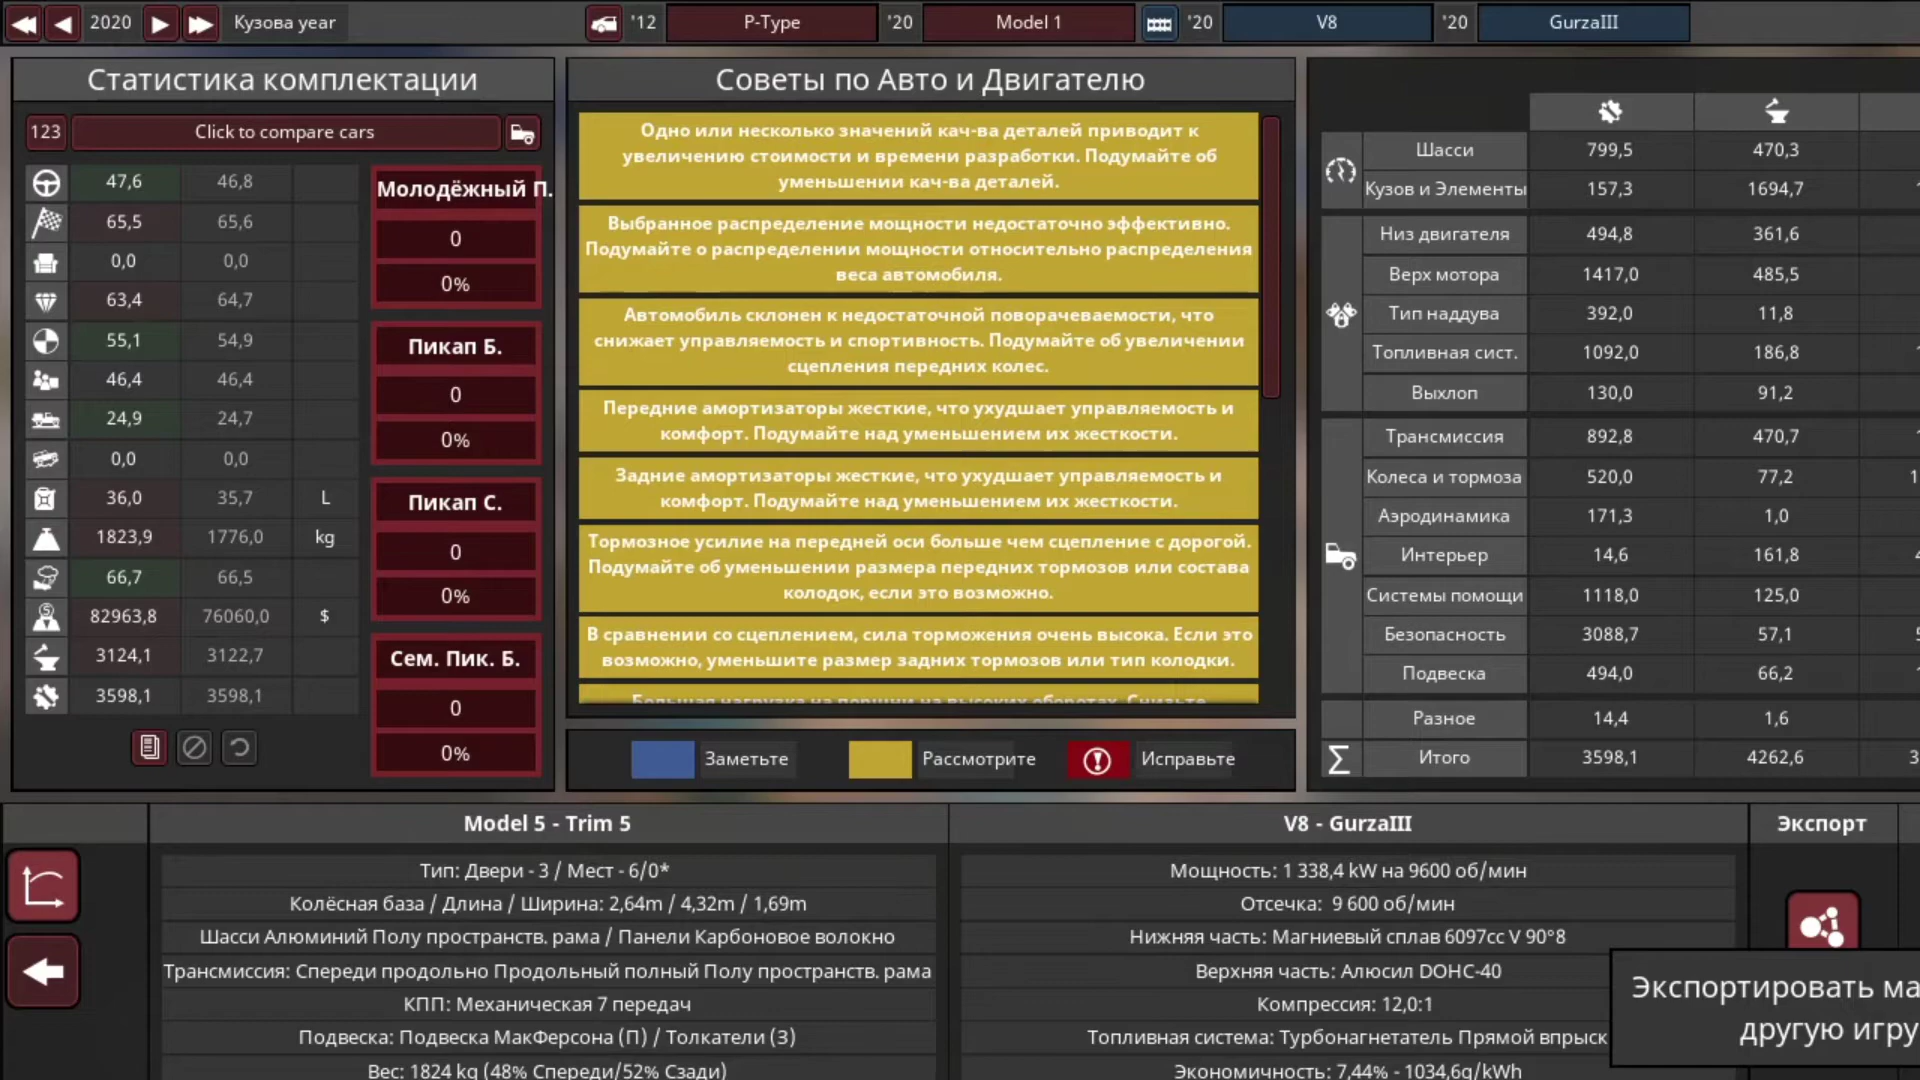 2020 Кузова year '12 P-Type '20 Model 1 '20 V8 '20 GurzaIII
Статистика комплектации
123 Click to compare cars
47,6 46,8
65,5 65,6
0,0 0,0
63,4 64,7
55,1 54,9
46,4 46,4
24,9 24,7
0,0 0,0
36,0 35,7 L
1823,9 1776,0 kg
66,7 66,5
82963,8 76060,0 $
3124,1 3122,7
3598,1 3598,1
Молодёжный П.
0
0%
Пикап Б.
0
0%
Пикап С.
0
0%
Сем. Пик. Б.
0
0%
Советы по Авто и Двигателю
Одно или несколько значений кач-ва деталей приводит к
увеличению стоимости и времени разработки. Подумайте об
уменьшении кач-ва деталей.
Выбранное распределение мощности недостаточно эффективно.
Подумайте о распределении мощности относительно распределения
веса автомобиля.
Автомобиль склонен к недостаточной поворачеваемости, что
снижает управляемость и спортивность. Подумайте об увеличении
сцепления передних колес.
Передние амортизаторы жесткие, что ухудшает управляемость и
комфорт. Подумайте над уменьшением их жесткости.
Задние амортизаторы жесткие, что ухудшает управляемость и
комфорт. Подумайте над уменьшением их жесткости.
Тормозное усилие на передней оси больше чем сцепление с дорогой.
Подумайте об уменьшении размера передних тормозов или состава
колодок, если это возможно.
В сравнении со сцеплением, сила торможения очень высока. Если это
возможно, уменьшите размер задних тормозов или тип колодки.
Большая нагрузка на поршни на высоких оборотах. Снизьте
Заметьте Рассмотрите Исправьте
Шасси 799,5 470,3
Кузов и Элементы 157,3 1694,7
Низ двигателя 494,8 361,6
Верх мотора 1417,0 485,5
Тип наддува 392,0 11,8
Топливная сист. 1092,0 186,8
Выхлоп 130,0 91,2
Трансмиссия 892,8 470,7
Колеса и тормоза 520,0 77,2
Аэродинамика 171,3 1,0
Интерьер 14,6 161,8
Системы помощи 1118,0 125,0
Безопасность 3088,7 57,1
Подвеска 494,0 66,2
Разное 14,4 1,6
Σ Итого 3598,1 4262,6
Model 5 - Trim 5
Тип: Двери - 3 / Мест - 6/0*
Колёсная база / Длина / Ширина: 2,64m / 4,32m / 1,69m
Шасси Алюминий Полу пространств. рама / Панели Карбоновое волокно
Трансмиссия: Спереди продольно Продольный полный Полу пространств. рама
КПП: Механическая 7 передач
Подвеска: Подвеска МакФерсона (П) / Толкатели (З)
Вес: 1824 kg (48% Спереди/52% Сзади)
V8 - GurzaIII
Мощность: 1 338,4 kW на 9600 об/мин
Отсечка: 9 600 об/мин
Нижняя часть: Магниевый сплав 6097cc V 90°8
Верхняя часть: Алюсил DOHC-40
Компрессия: 12,0:1
Топливная система: Турбонагнетатель Прямой впрыск
Экономичность: 7,44% - 1034,6g/kWh
Экспорт
Экспортировать ма
другую игру